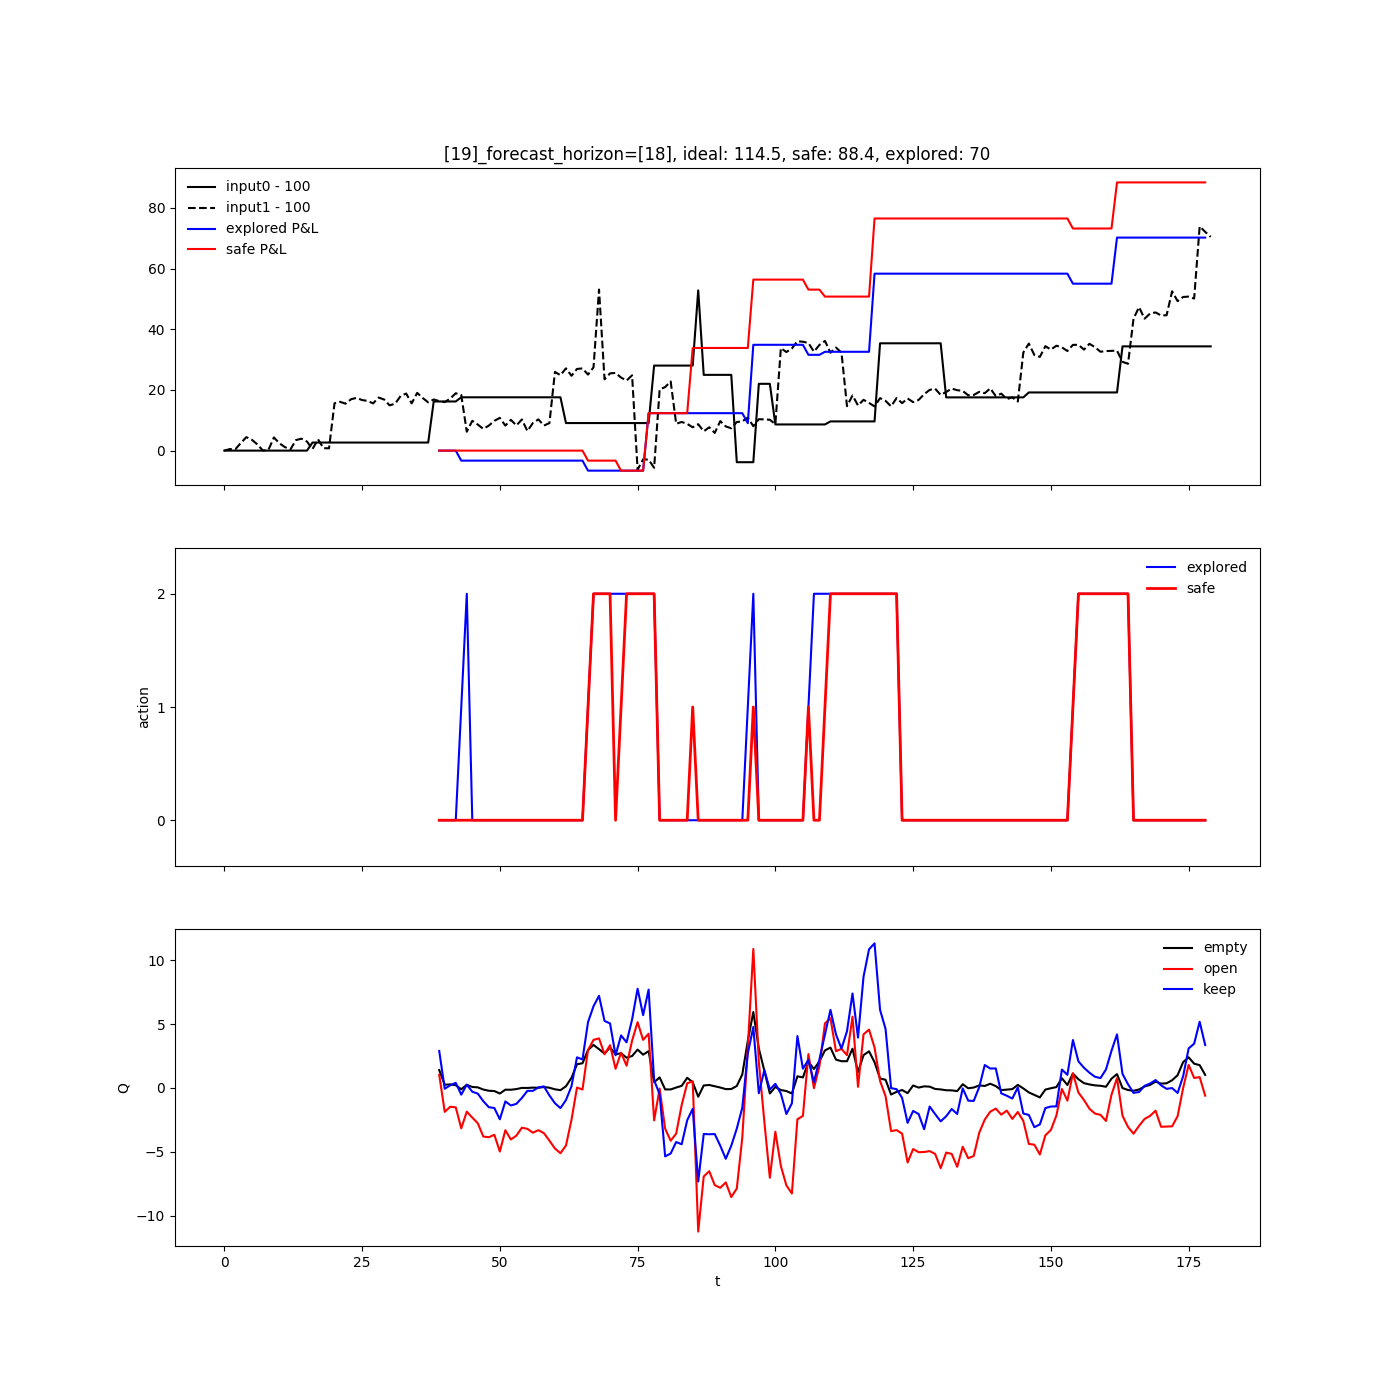 [19]_forecast_horizon=[18], ideal: 114.5, safe: 88.4, explored: 70
input0 - 100
input1 - 100
explored P&L
safe P&L
80
60
40
20
0
explored
safe
2
1
0
action
empty
open
keep
10
5
0
−5
−10
Q
0 25 50 75 100 125 150 175
t